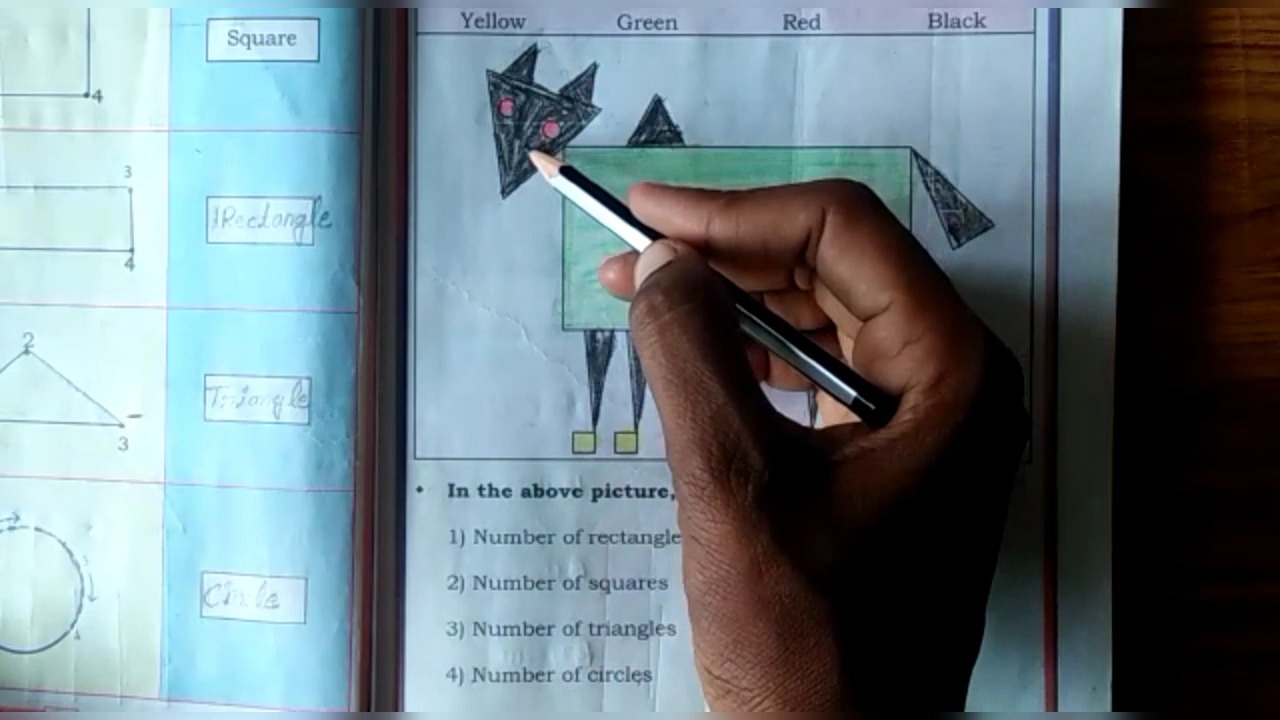 Square
3
4
4
Rectangle
2
3
Triangle
Circle
Yellow Green Red Black
• In the above picture,
1) Number of rectangle
2) Number of squares
3) Number of triangles
4) Number of circles